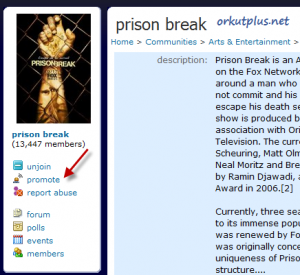 PRISON BREAK
prison break
(13,447 members)
unjoin
promote
report abuse
forum
polls
events
members
prison break
orkutplus.net
Home > Communities > Arts & Entertainment >
description:
Prison Break is an A
on the Fox Network
around a man who
not commit and his
escape his death se
show is produced b
association with Ori
Television. The curre
Scheuring, Matt Olm
Neal Moritz and Bre
by Ramin Djawadi, a
Award in 2006.[2]
Currently, three sea
to its immense popu
was renewed by Fo
was originally conce
uniqueness of Priso
structure....